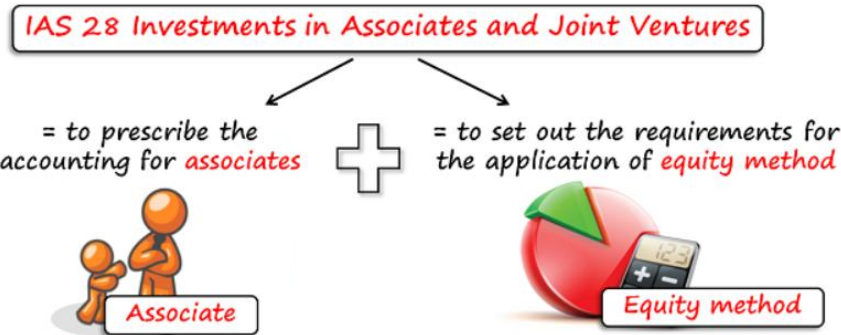 IAS 28 Investments in Associates and Joint Ventures
= to prescribe the
accounting for associates
= to set out the requirements for
the application of equity method
123
Associate
Equity method